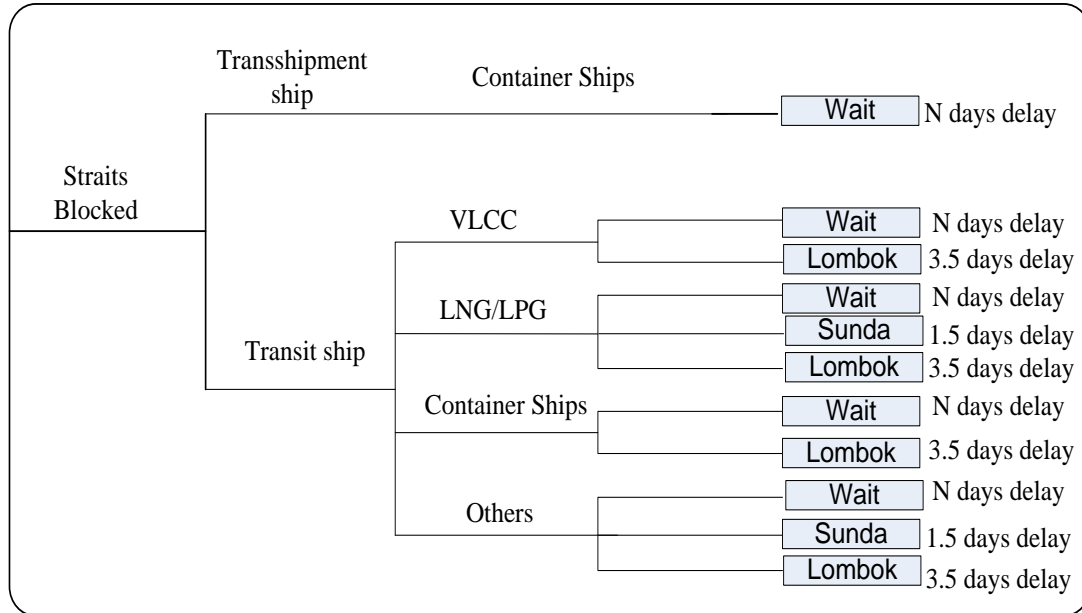 Transshipment
ship
Container Ships
Wait
N days delay
Straits
Blocked
VLCC
Wait
N days delay
Lombok
3.5 days delay
LNG/LPG
Wait
N days delay
Sunda
1.5 days delay
Transit ship
Lombok
3.5 days delay
Container Ships
Wait
N days delay
Lombok
3.5 days delay
Others
Wait
N days delay
Sunda
1.5 days delay
Lombok
3.5 days delay